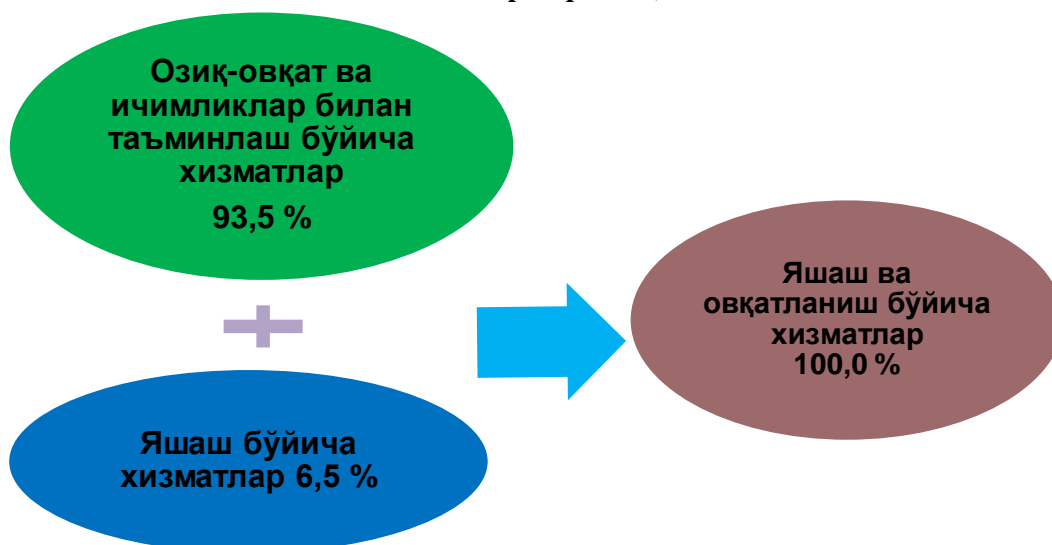 Озиқ-овқат ва
ичимликлар билан
таъминлаш бўйича
хизматлар
93,5 %
Яшаш ва
овқатланиш бўйича
хизматлар
100,0 %
Яшаш бўйича
хизматлар 6,5 %